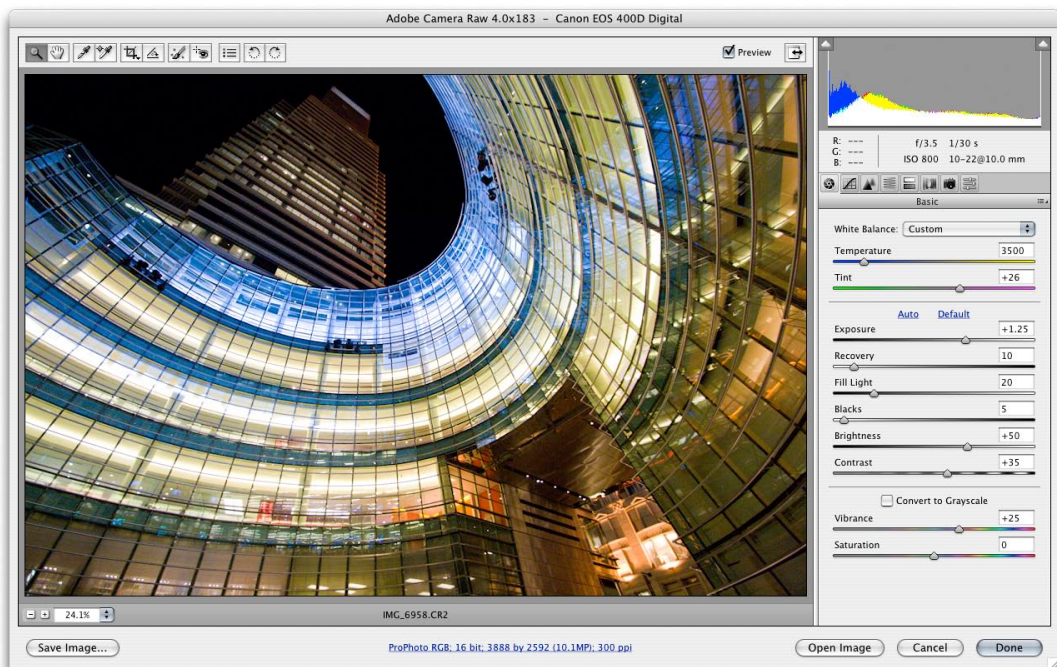 Adobe Camera Raw 4.0x183 – Canon EOS 400D Digital
Preview
R: ---
G: ---
B: ---
f/3.5 1/30 s
ISO 800 10-22@10.0 mm
Basic
White Balance: Custom
Temperature 3500
Tint +26
Auto Default
Exposure +1.25
Recovery 10
Fill Light 20
Blacks 5
Brightness +50
Contrast +35
Convert to Grayscale
Vibrance +25
Saturation 0
24.1% IMG_6958.CR2
Save Image... ProPhoto RGB; 16 bit; 3888 by 2592 (10.1MP); 300 ppi Open Image Cancel Done